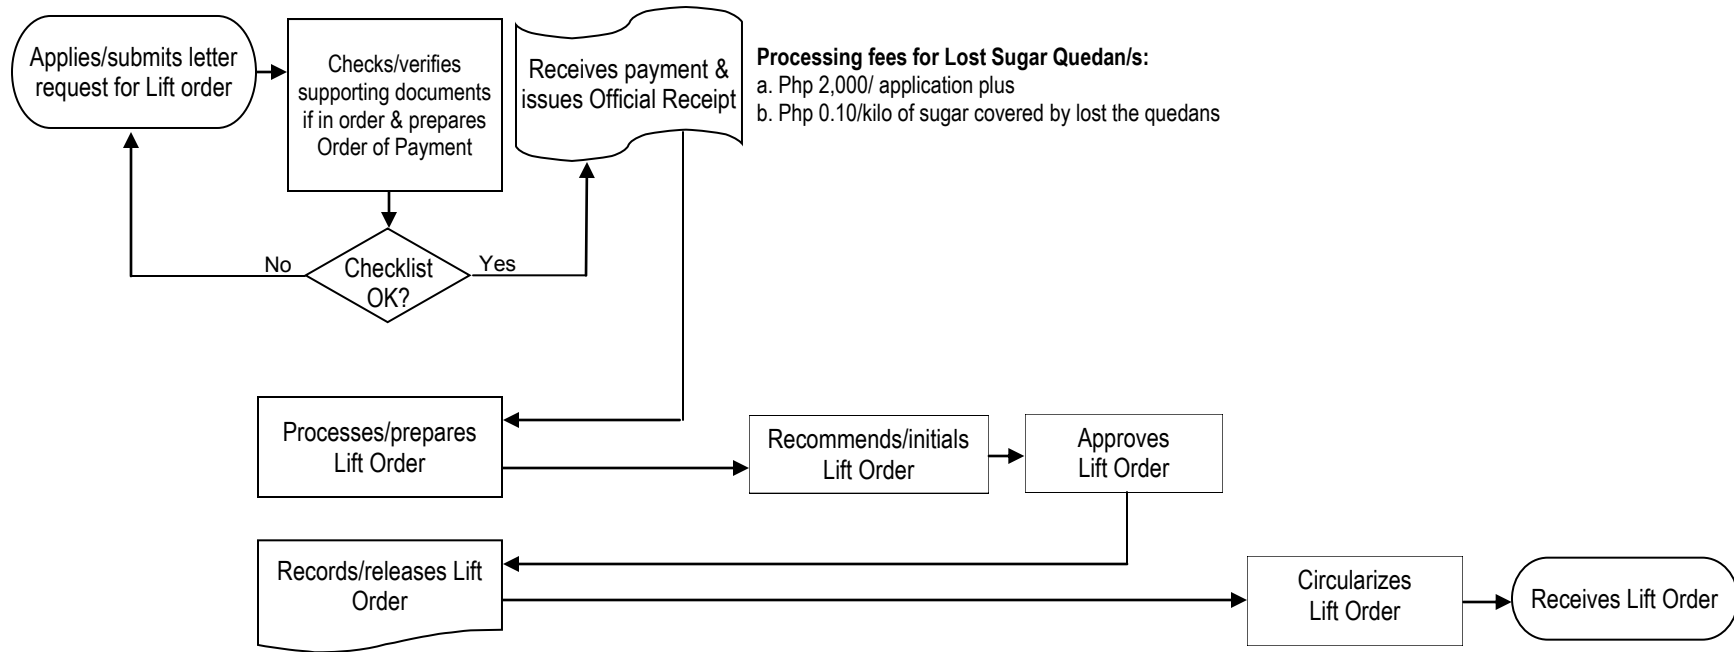 Applies/submits letter
request for Lift order
Checks/verifies
supporting documents
if in order & prepares
Order of Payment
Receives payment &
issues Official Receipt
Processing fees for Lost Sugar Quedan/s:
a. Php 2,000/ application plus
b. Php 0.10/kilo of sugar covered by lost the quedans
No
Checklist
OK?
Yes
Processes/prepares
Lift Order
Recommends/initials
Lift Order
Approves
Lift Order
Records/releases Lift
Order
Circularizes
Lift Order
Receives Lift Order